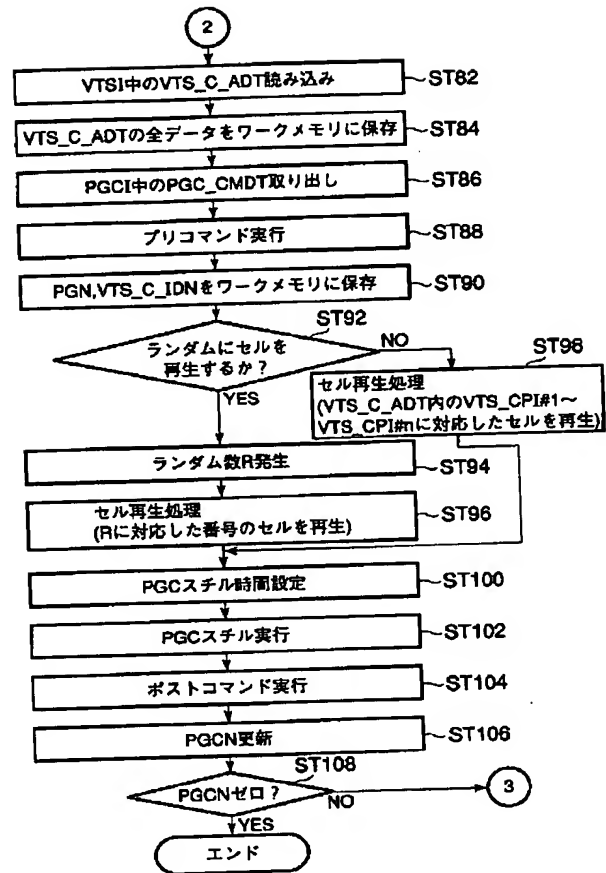 2
VTSI中のVTS_C_ADT読み込み
ST82
VTS_C_ADTの全データをワークメモリに保存
ST84
PGCI中のPGC_CMDT取り出し
ST86
プリコマンド実行
ST88
PGN,VTS_C_IDNをワークメモリに保存
ST90
ST92
ランダムにセルを
再生するか？
NO
YES
ST98
セル再生処理
(VTS_C_ADT内のVTS_CPI#1～
VTS_CPI#nに対応したセルを再生)
ランダム数R発生
ST94
セル再生処理
(Rに対応した番号のセルを再生)
ST96
PGCスチル時間設定
ST100
PGCスチル実行
ST102
ポストコマンド実行
ST104
PGCN更新
ST106
ST108
PGCNゼロ？
NO
3
YES
エンド